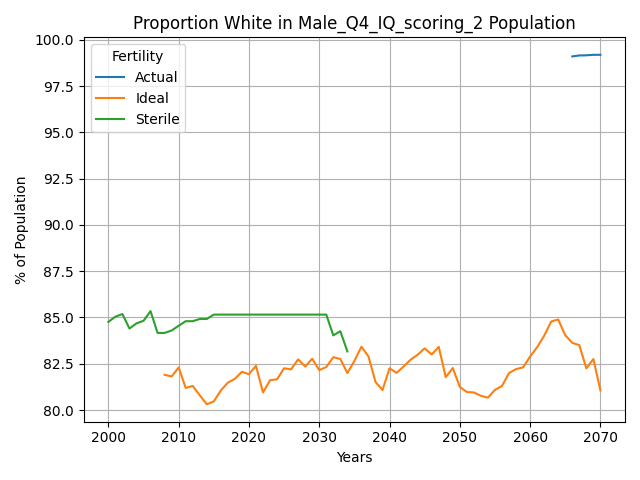 Proportion White in Male_Q4_IQ_scoring_2 Population
% of Population
100.0
97.5
95.0
92.5
90.0
87.5
85.0
82.5
80.0
Fertility
Actual
Ideal
Sterile
2000 2010 2020 2030 2040 2050 2060 2070
Years